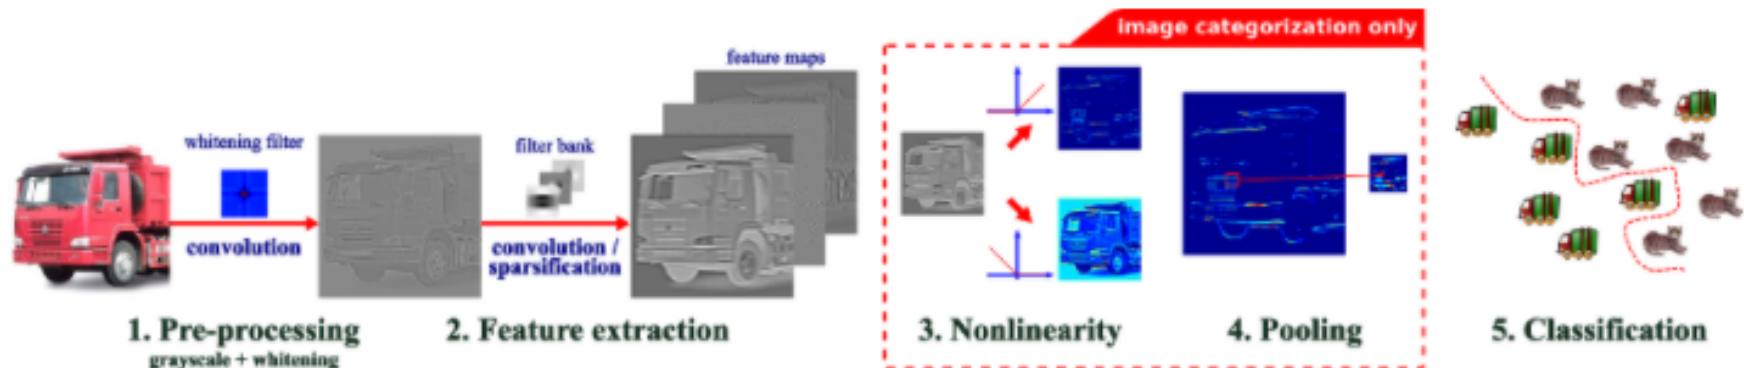 image categorization only
feature maps
whitening filter
filter bank
convolution
convolution /
sparsification
1. Pre-processing
grayscale + whitening
2. Feature extraction
3. Nonlinearity
4. Pooling
5. Classification